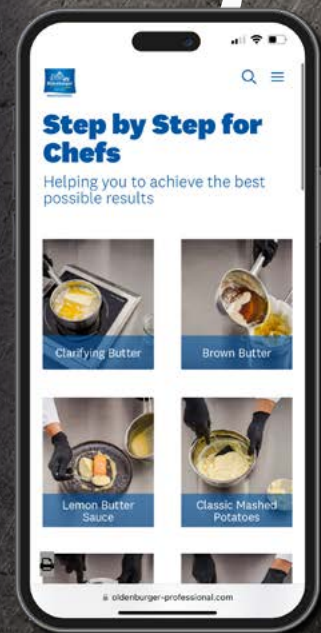 Oldenburger
Step by Step for
Chefs
Helping you to achieve the best
possible results
Clarifying Butter
Brown Butter
Lemon Butter
Sauce
Classic Mashed
Potatoes
oldenburger-professional.com